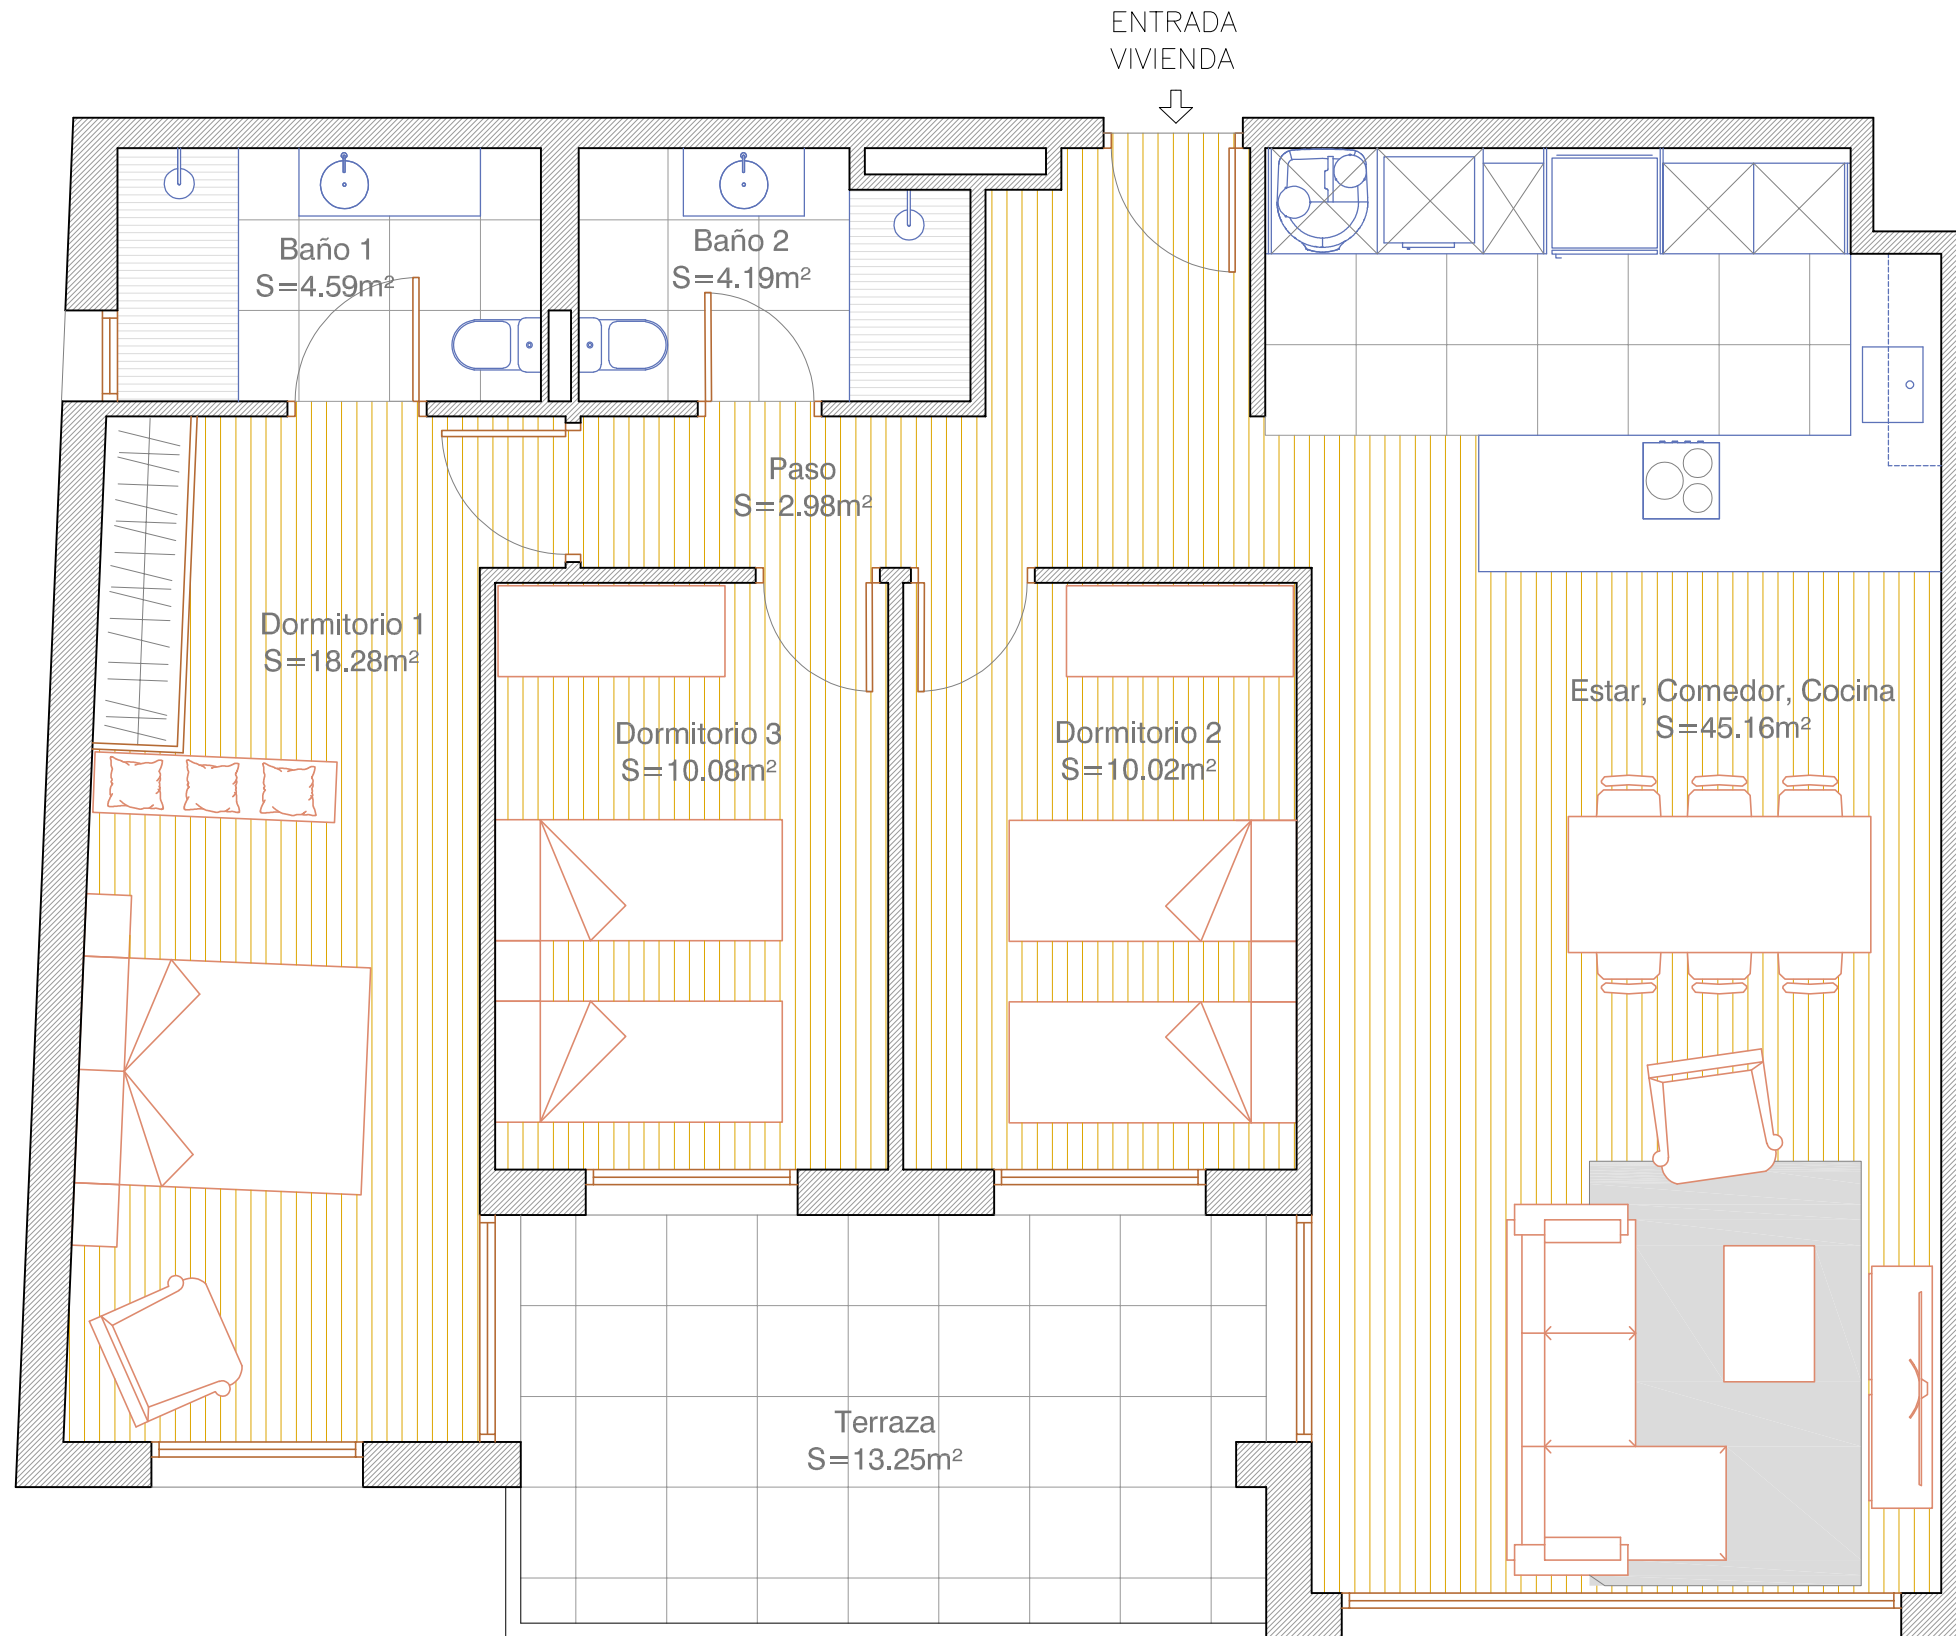 ENTRADA
VIVIENDA
Baño 1
S=4.59m²
Baño 2
S=4.19m²
Paso
S=2.98m²
Dormitorio 1
S=18.28m²
Dormitorio 3
S=10.08m²
Dormitorio 2
S=10.02m²
Estar, Comedor, Cocina
S=45.16m²
Terraza
S=13.25m²